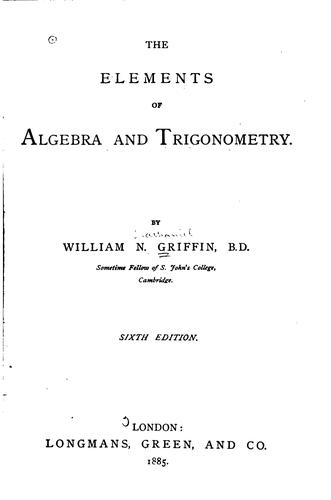 THE
ELEMENTS
OF
ALGEBRA AND TRIGONOMETRY.
BY
Nathaniel
WILLIAM N. GRIFFIN, B.D.
Sometime Fellow of S. John's College,
Cambridge.
SIXTH EDITION.
LONDON:
LONGMANS, GREEN, AND CO.
1885.